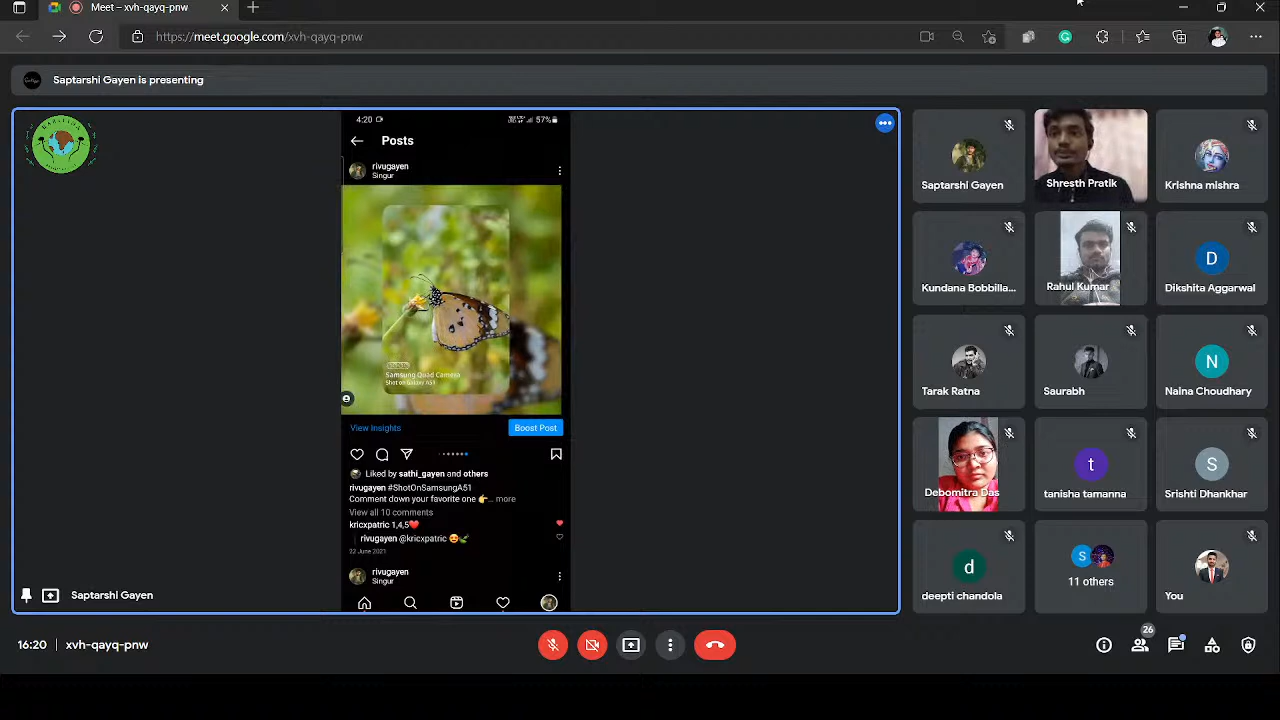 Meet – xvh-qayq-pnw
https://meet.google.com/xvh-qayq-pnw
Saptarshi Gayen is presenting
4:20
57%
Posts
rivugayen
Singur
Samsung Quad Camera
Shot on Galaxy A51
View Insights
Boost Post
Liked by sathi_gayen and others
rivugayen #ShotOnSamsungA51
Comment down your favorite one 👉... more
View all 10 comments
kricxpatric 1,4,5❤️
rivugayen @kricxpatric 😍🌿
22 June 2021
rivugayen
Singur
Saptarshi Gayen
Saptarshi Gayen
Shresth Pratik
Krishna mishra
Kundana Bobbilla...
Rahul Kumar
D
Dikshita Aggarwal
Tarak Ratna
Saurabh
N
Naina Choudhary
Debomitra Das
t
tanisha tamanna
S
Srishti Dhankhar
d
deepti chandola
S
11 others
You
16:20
xvh-qayq-pnw
26